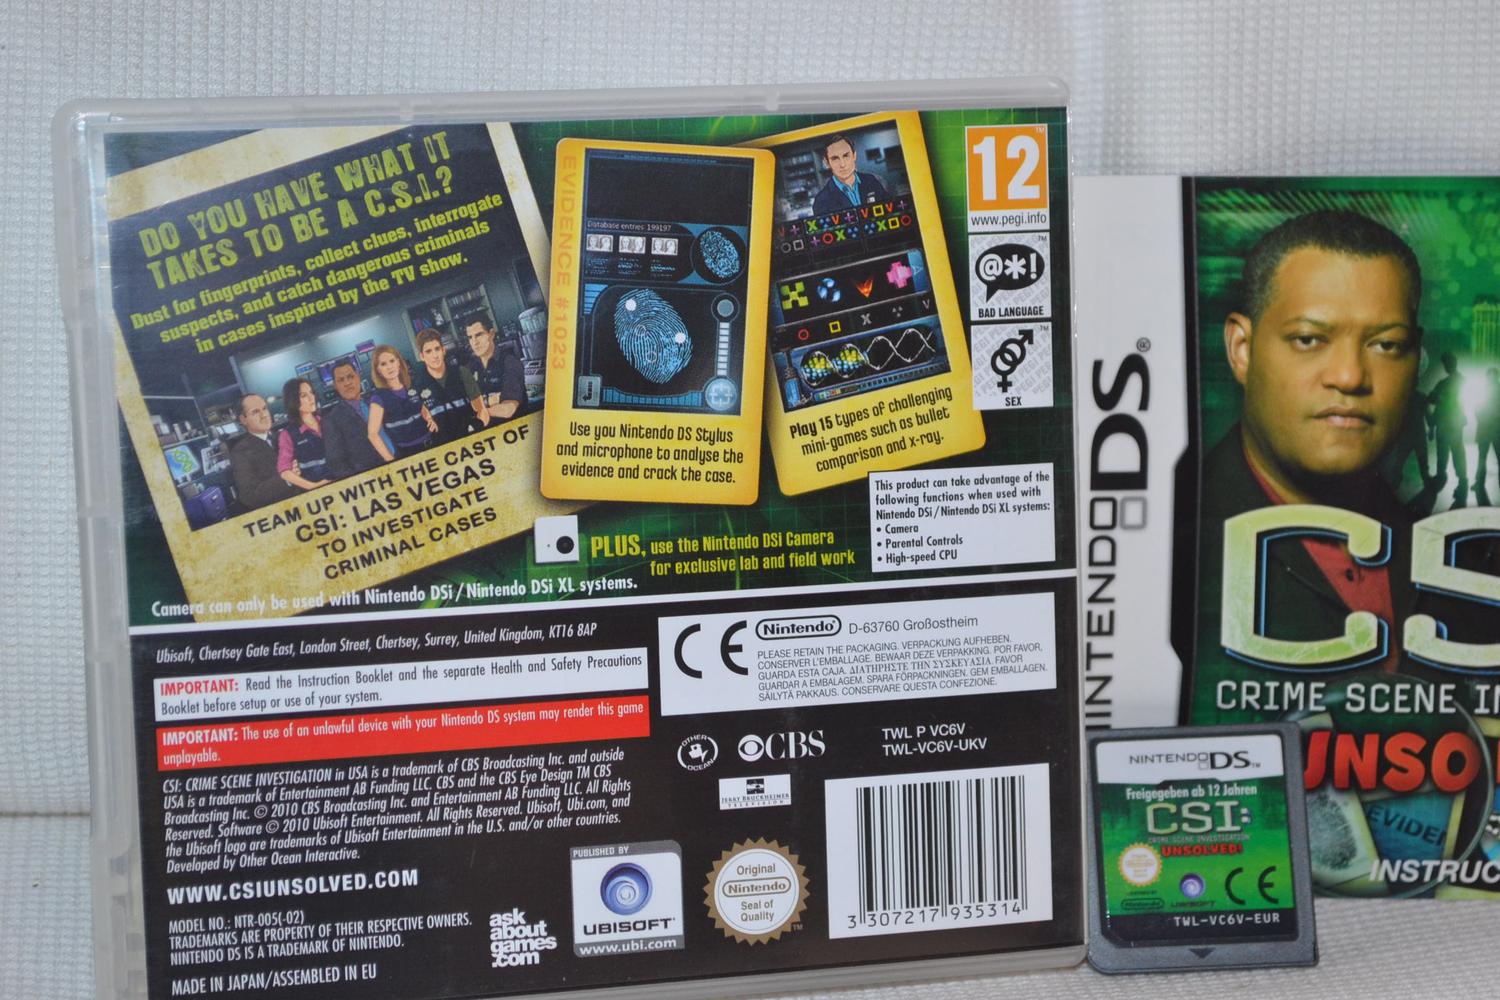 DO YOU HAVE WHAT IT
TAKES TO BE A C.S.I.?
Dust for fingerprints, collect clues, interrogate
suspects, and catch dangerous criminals
in cases inspired by the TV show.
TEAM UP WITH THE CAST OF
CSI: LAS VEGAS
TO INVESTIGATE
CRIMINAL CASES
EVIDENCE #1023
Database entries 199197
Use you Nintendo DS Stylus
and microphone to analyse the
evidence and crack the case.
Play 15 types of challenging
mini-games such as bullet
comparison and x-ray.
12
www.pegi.info
@*!
BAD LANGUAGE
SEX
This product can take advantage of the
following functions when used with
Nintendo DSi/Nintendo DSi XL systems:
• Camera
• Parental Controls
• High-speed CPU
PLUS, use the Nintendo DSi Camera
for exclusive lab and field work
Camera can only be used with Nintendo DSi/Nintendo DSi XL systems.
Ubisoft, Chertsey Gate East, London Street, Chertsey, Surrey, United Kingdom, KT16 8AP
IMPORTANT: Read the Instruction Booklet and the separate Health and Safety Precautions
Booklet before setup or use of your system.
IMPORTANT: The use of an unlawful device with your Nintendo DS system may render this game
unplayable.
CSI: CRIME SCENE INVESTIGATION in USA is a trademark of CBS Broadcasting Inc. and outside
USA is a trademark of Entertainment AB Funding LLC. CBS and the CBS Eye Design TM CBS
Broadcasting Inc. © 2010 CBS Broadcasting Inc. and Entertainment AB Funding LLC. All Rights
Reserved. Software © 2010 Ubisoft Entertainment. All Rights Reserved. Ubisoft, Ubi.com, and
the Ubisoft logo are trademarks of Ubisoft Entertainment in the U.S. and/or other countries.
Developed by Other Ocean Interactive.
WWW.CSIUNSOLVED.COM
MODEL NO.: NTR-005(-02)
TRADEMARKS ARE PROPERTY OF THEIR RESPECTIVE OWNERS.
NINTENDO DS IS A TRADEMARK OF NINTENDO.
MADE IN JAPAN/ASSEMBLED IN EU
ask
about
games
.com
PUBLISHED BY
UBISOFT
www.ubi.com
Original
Nintendo
Seal of
Quality
CE
Nintendo D-63760 Großostheim
PLEASE RETAIN THE PACKAGING. VERPACKUNG AUFHEBEN.
CONSERVER L'EMBALLAGE. BEWAAR DEZE VERPAKKING. POR FAVOR,
GUARDA ESTA CAJA. ΔΙΑΤΗΡΗΣΤΕ ΤΗΝ ΣΥΣΚΕΥΑΣΙΑ. FAVOR
GUARDAR A EMBALAGEM. SPARA FÖRPACKNINGEN. GEM EMBALLAGEN.
SÄILYTÄ PAKKAUS. CONSERVARE QUESTA CONFEZIONE.
OTHER
OCEAN
CBS
TWL P VC6V
TWL-VC6V-UKV
JERRY BRUCKHEIMER
TELEVISION
3 307217 935314
NINTENDO DS
CS
CRIME SCENE IN
UNSO
EVIDEN
INSTRUC
NINTENDO DS
Freigegeben ab 12 Jahren
CSI:
CRIME SCENE INVESTIGATION
UNSOLVED!
Nintendo
UBISOFT
CE
TWL-VC6V-EUR